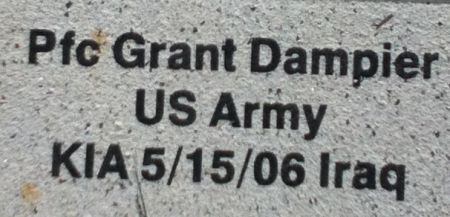 Pfc Grant Dampier
US Army
KIA 5/15/06 Iraq